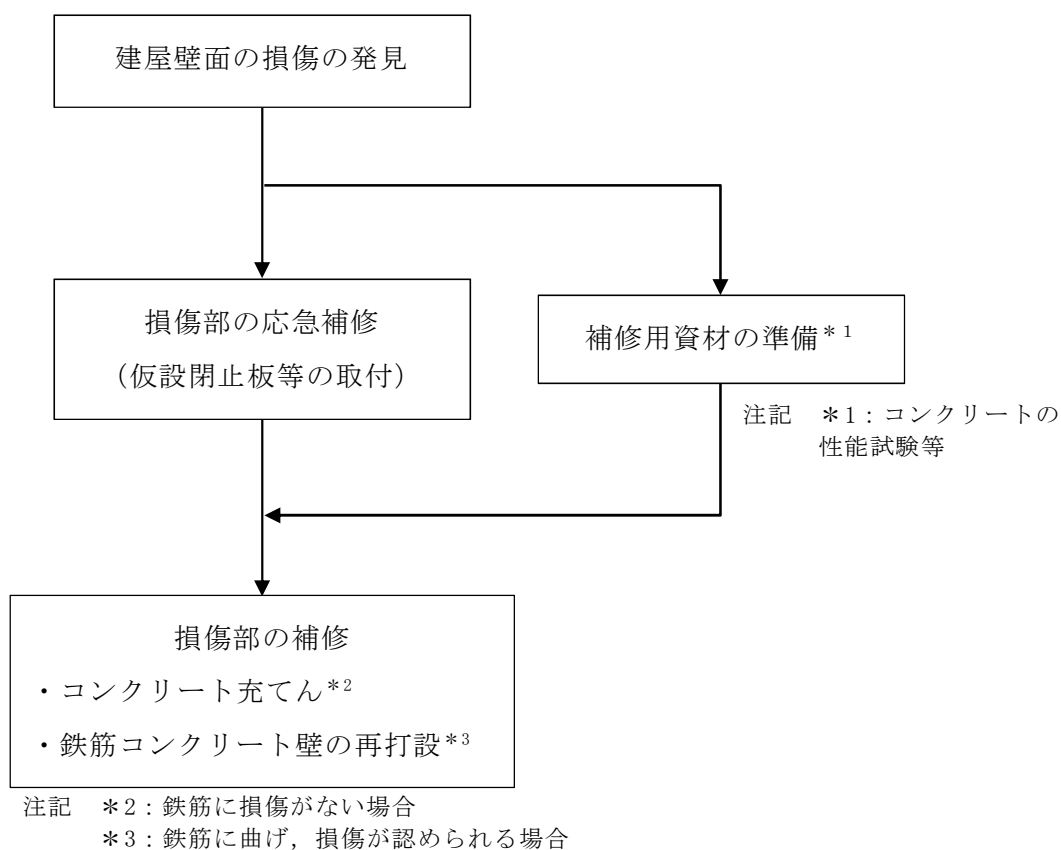 建屋壁面の損傷の発見
損傷部の応急補修
(仮設閉止板等の取付)
補修用資材の準備*1
注記 *1:コンクリートの
性能試験等
損傷部の補修
・コンクリート充てん*2
・鉄筋コンクリート壁の再打設*3
注記 *2:鉄筋に損傷がない場合
*3:鉄筋に曲げ,損傷が認められる場合